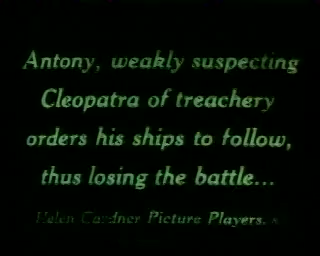 Antony, weakly suspecting
Cleopatra of treachery
orders his ships to follow,
thus losing the battle...
Helen Gardner Picture Players.